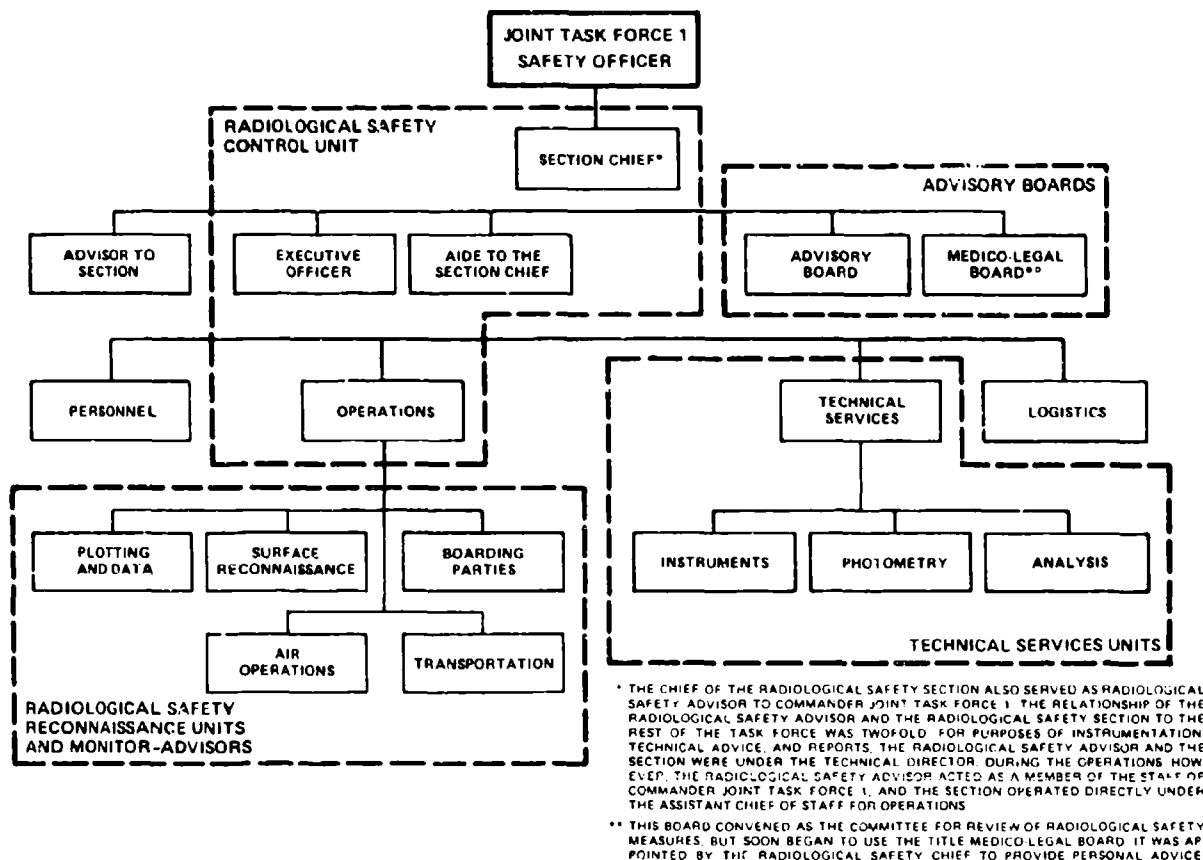 JOINT TASK FORCE 1
SAFETY OFFICER
RADIOLOGICAL SAFETY
CONTROL UNIT
SECTION CHIEF*
ADVISORY BOARDS
ADVISOR TO
SECTION
EXECUTIVE
OFFICER
AIDE TO THE
SECTION CHIEF
ADVISORY
BOARD
MEDICO-LEGAL
BOARD**
PERSONNEL
OPERATIONS
TECHNICAL
SERVICES
LOGISTICS
PLOTTING
AND DATA
SURFACE
RECONNAISSANCE
BOARDING
PARTIES
INSTRUMENTS
PHOTOMETRY
ANALYSIS
AIR
OPERATIONS
TRANSPORTATION
TECHNICAL SERVICES UNITS
RADIOLOGICAL SAFETY
RECONNAISSANCE UNITS
AND MONITOR-ADVISORS
* THE CHIEF OF THE RADIOLOGICAL SAFETY SECTION ALSO SERVED AS RADIOLOGICAL
SAFETY ADVISOR TO COMMANDER JOINT TASK FORCE 1. THE RELATIONSHIP OF THE
RADIOLOGICAL SAFETY ADVISOR AND THE RADIOLOGICAL SAFETY SECTION TO THE
REST OF THE TASK FORCE WAS TWOFOLD. FOR PURPOSES OF INSTRUMENTATION,
TECHNICAL ADVICE, AND REPORTS, THE RADIOLOGICAL SAFETY ADVISOR AND THE
SECTION WERE UNDER THE TECHNICAL DIRECTOR. DURING THE OPERATIONS HOW
EVER, THE RADIOLOGICAL SAFETY ADVISOR ACTED AS A MEMBER OF THE STAFF OF
COMMANDER JOINT TASK FORCE 1, AND THE SECTION OPERATED DIRECTLY UNDER
THE ASSISTANT CHIEF OF STAFF FOR OPERATIONS
** THIS BOARD CONVENED AS THE COMMITTEE FOR REVIEW OF RADIOLOGICAL SAFETY
MEASURES, BUT SOON BEGAN TO USE THE TITLE MEDICO-LEGAL BOARD. IT WAS AP
POINTED BY THE RADIOLOGICAL SAFETY CHIEF TO PROVIDE PERSONAL ADVICE